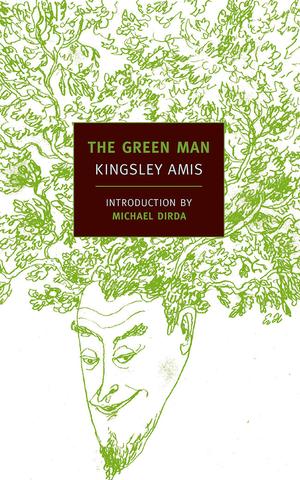 THE GREEN MAN
KINGSLEY AMIS
INTRODUCTION BY
MICHAEL DIRDA